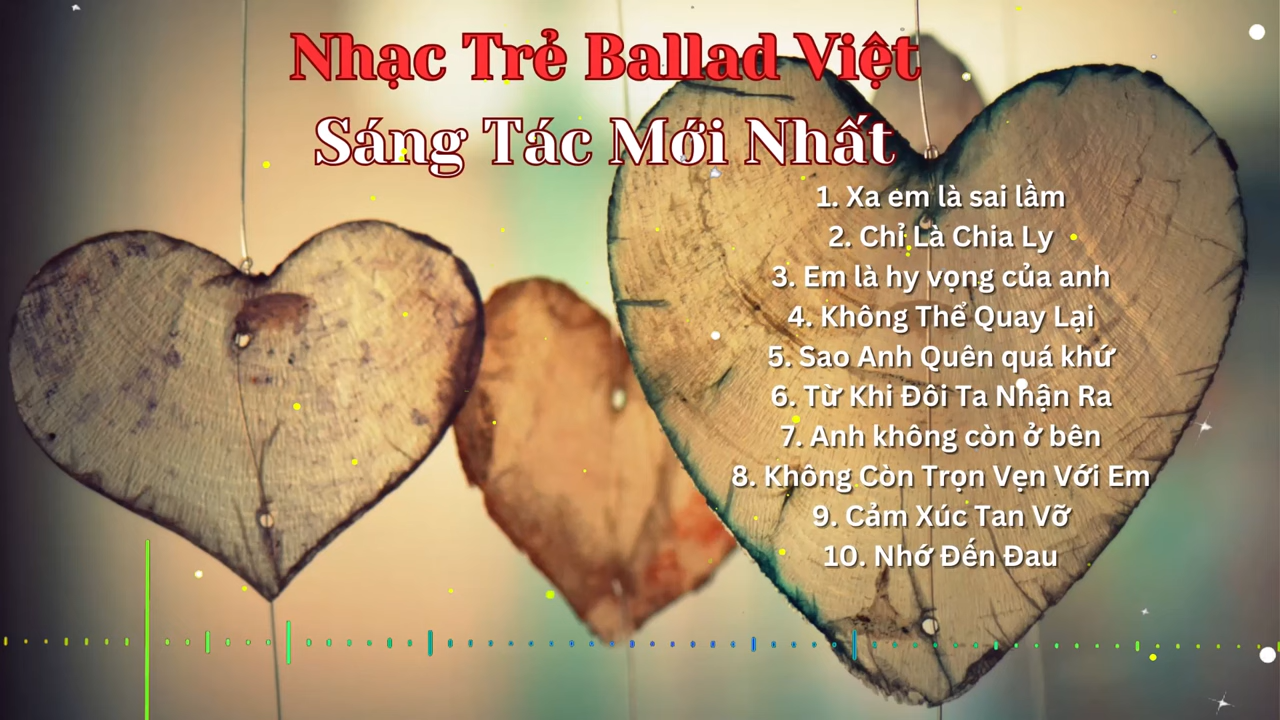 Nhạc Trẻ Ballad Việt
Sáng Tác Mới Nhất
1. Xa em là sai lầm
2. Chỉ Là Chia Ly
3. Em là hy vọng của anh
4. Không Thể Quay Lại
5. Sao Anh Quên quá khứ
6. Từ Khi Đôi Ta Nhận Ra
7. Anh không còn ở bên
8. Không Còn Trọn Vẹn Với Em
9. Cảm Xúc Tan Vỡ
10. Nhớ Đến Đau